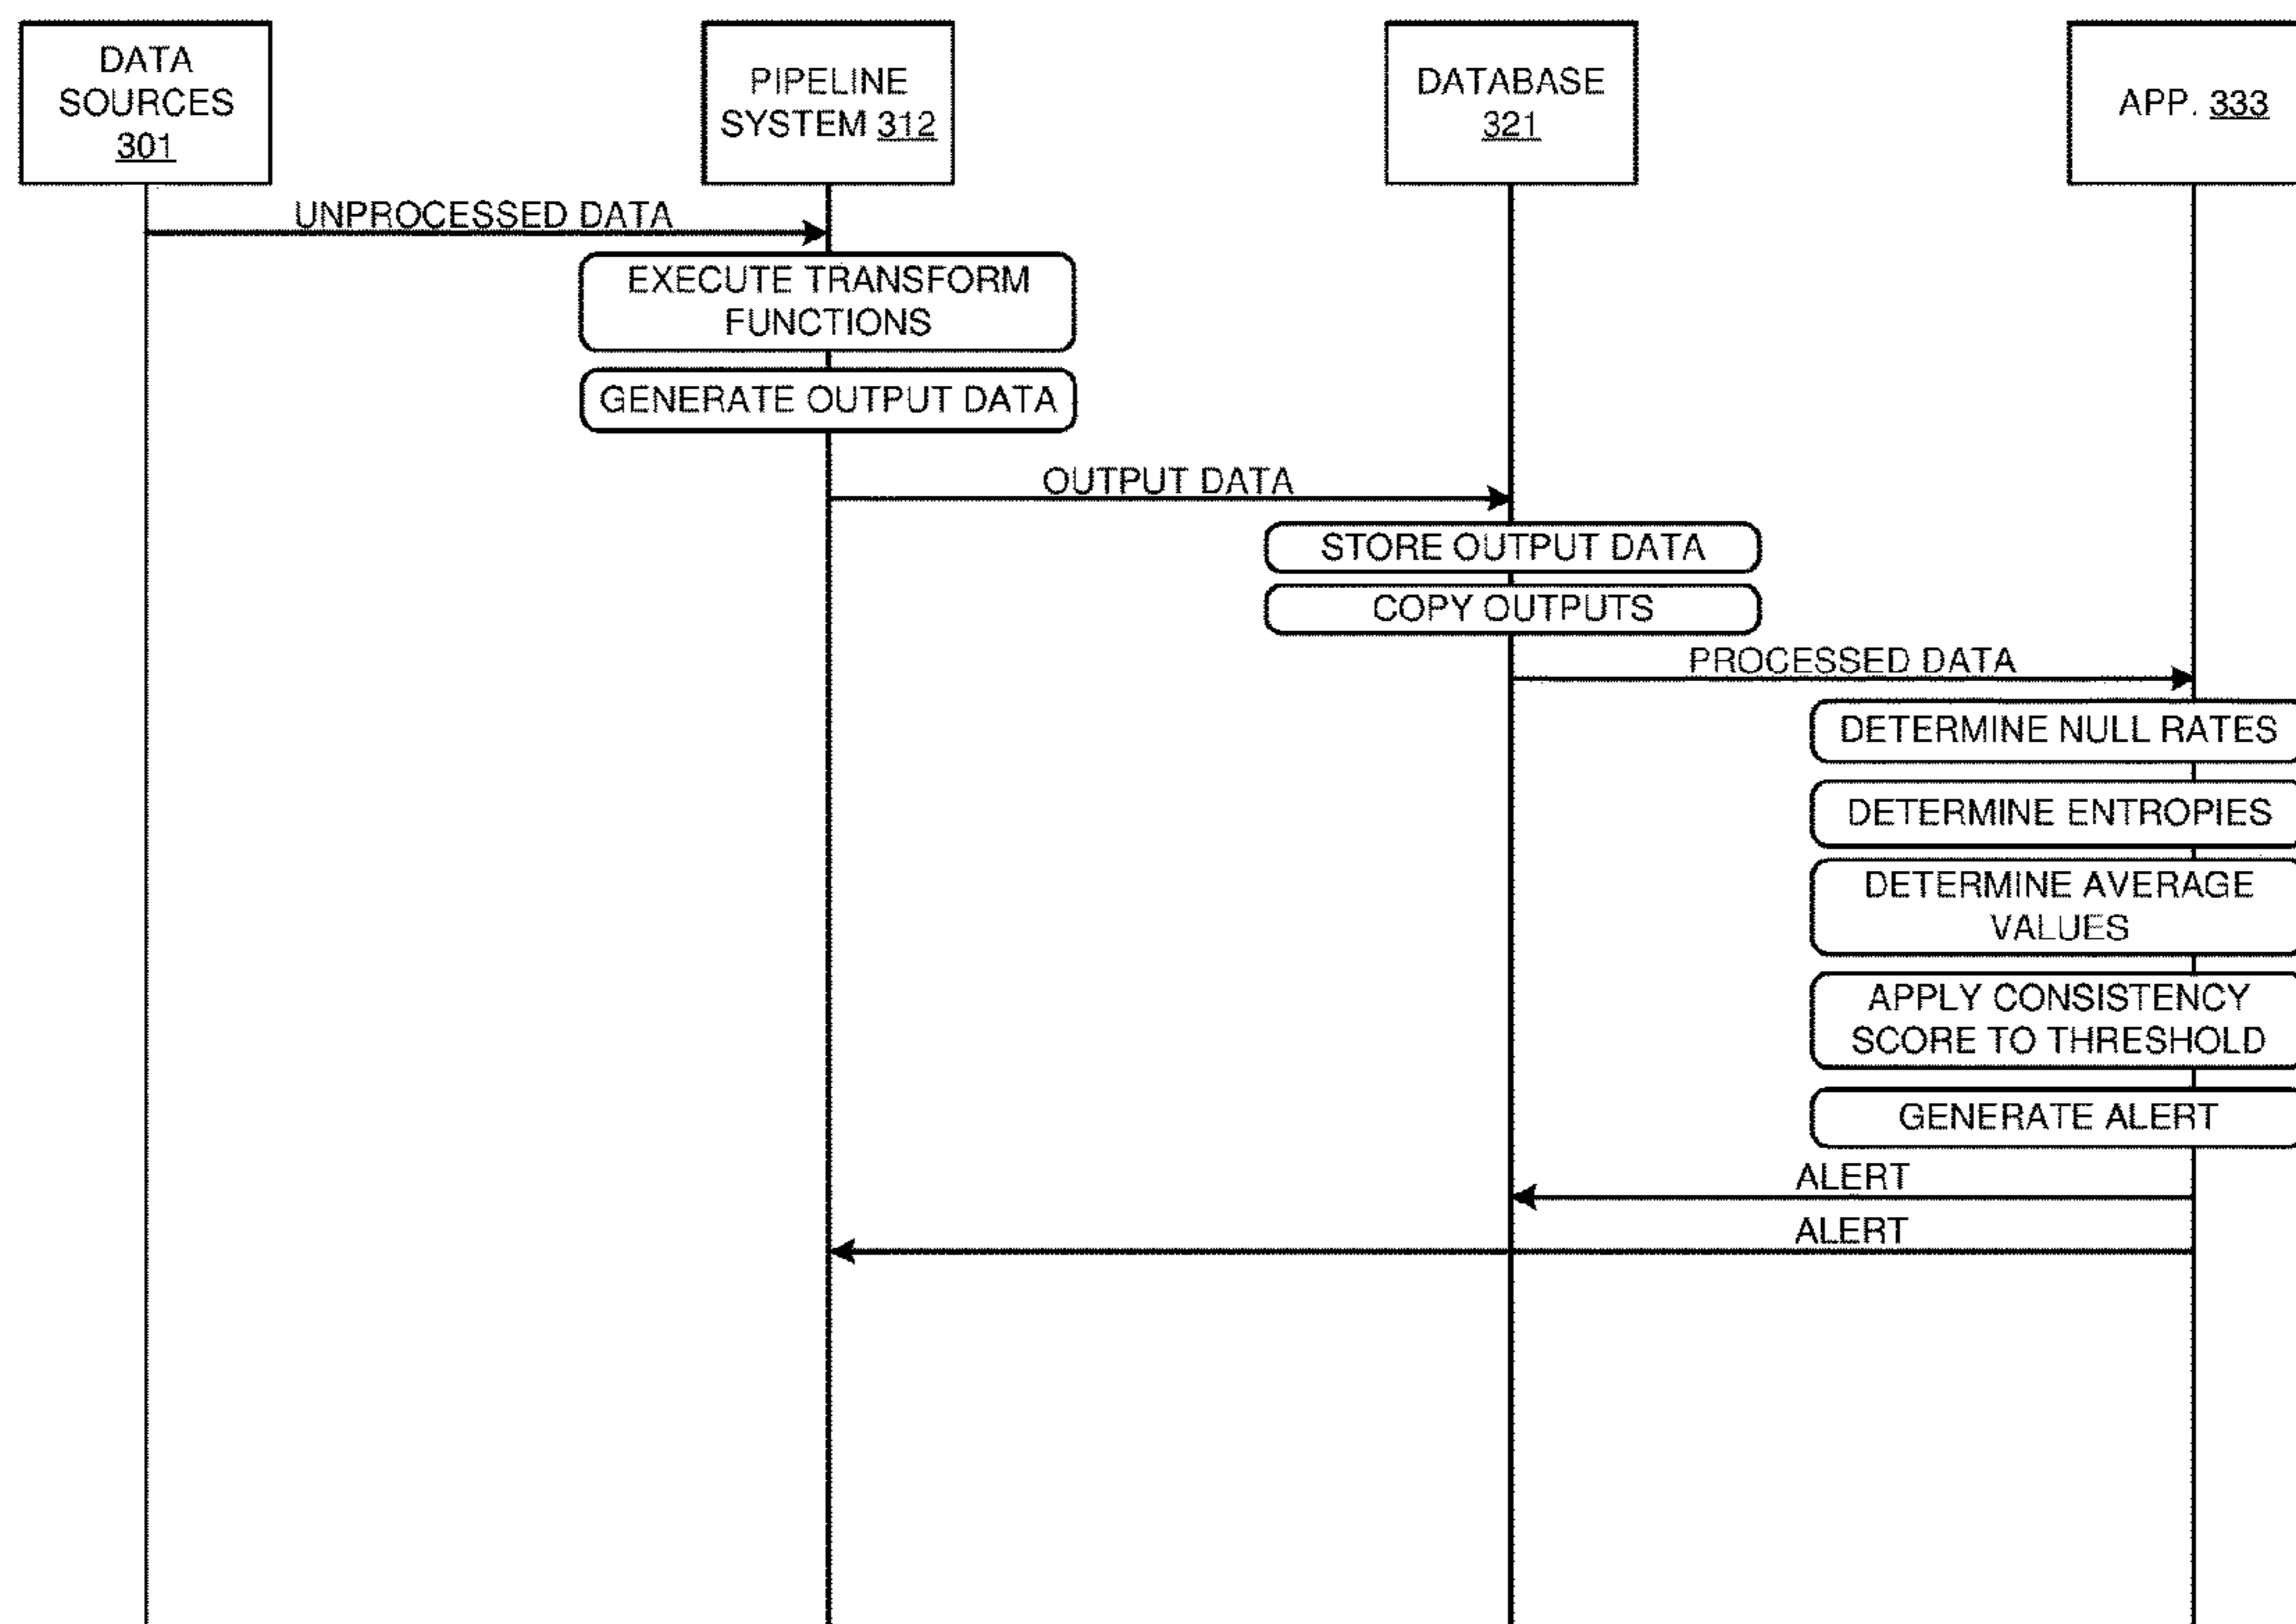 DATA
SOURCES
301
PIPELINE
SYSTEM 312
DATABASE
321
APP. 333
UNPROCESSED DATA
EXECUTE TRANSFORM
FUNCTIONS
GENERATE OUTPUT DATA
OUTPUT DATA
STORE OUTPUT DATA
COPY OUTPUTS
PROCESSED DATA
DETERMINE NULL RATES
DETERMINE ENTROPIES
DETERMINE AVERAGE
VALUES
APPLY CONSISTENCY
SCORE TO THRESHOLD
GENERATE ALERT
ALERT
ALERT